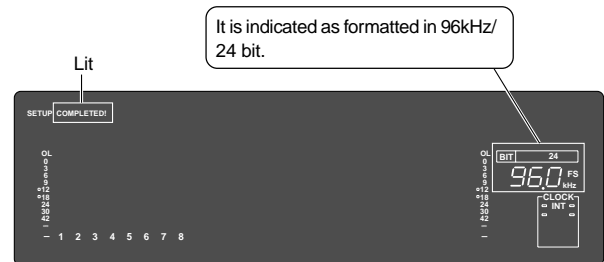 It is indicated as formatted in 96kHz/
24 bit.
Lit
SETUP COMPLETED!
OL
0
3
6
9
12
18
24
30
42
–
–
1 2 3 4 5 6 7 8
OL
0
3
6
9
12
18
24
30
42
–
–
BIT 24
96.0 FS
kHz
CLOCK
INT